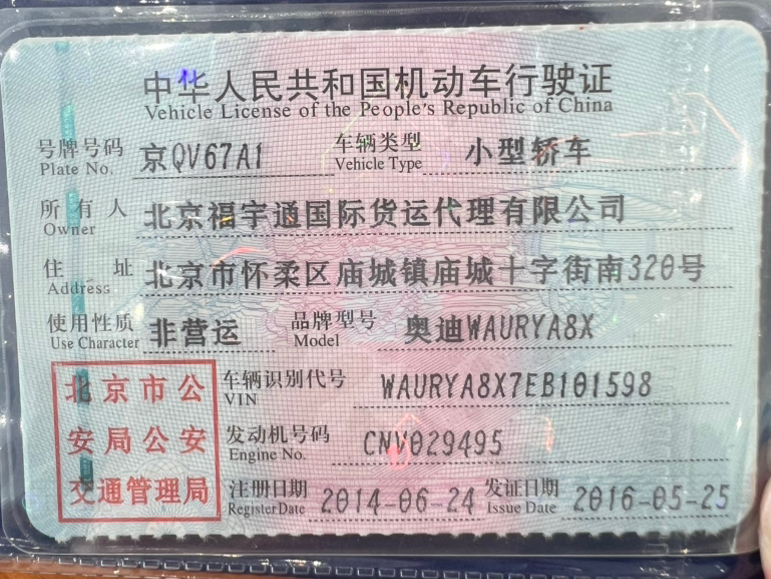 中华人民共和国机动车行驶证
Vehicle License of the People's Republic of China
号牌号码 京QV67A1 车辆类型 小型轿车
Plate No. Vehicle Type
所有人 北京福宇通国际货运代理有限公司
Owner
住址 北京市怀柔区庙城镇庙城十字街南320号
Address
使用性质 非营运 品牌型号 奥迪WAURYA8X
Use Character Model
北京市公 车辆识别代号 WAURYA8X7EB101598
VIN
安局公安 发动机号码 CNV029495
Engine No.
交通管理局 注册日期 2014-06-24 发证日期 2016-05-25
Register Date Issue Date